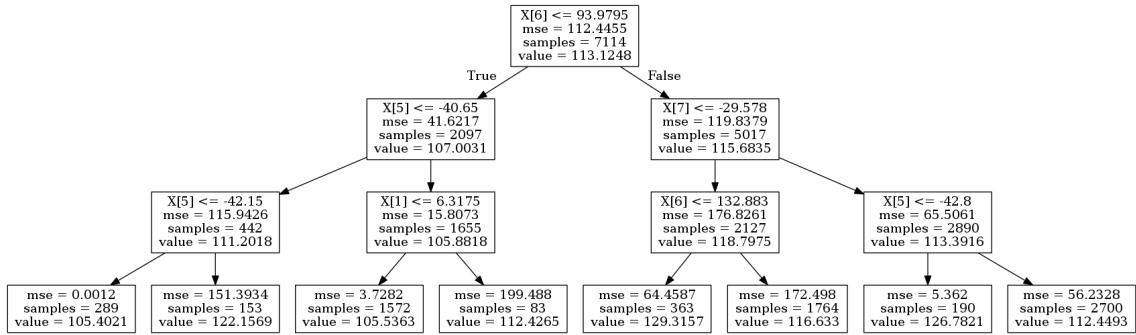 X[6] <= 93.9795
mse = 112.4455
samples = 7114
value = 113.1248
True
False
X[5] <= -40.65
mse = 41.6217
samples = 2097
value = 107.0031
X[7] <= -29.578
mse = 119.8379
samples = 5017
value = 115.6835
X[5] <= -42.15
mse = 115.9426
samples = 442
value = 111.2018
X[1] <= 6.3175
mse = 15.8073
samples = 1655
value = 105.8818
X[6] <= 132.883
mse = 176.8261
samples = 2127
value = 118.7975
X[5] <= -42.8
mse = 65.5061
samples = 2890
value = 113.3916
mse = 0.0012
samples = 289
value = 105.4021
mse = 151.3934
samples = 153
value = 122.1569
mse = 3.7282
samples = 1572
value = 105.5363
mse = 199.488
samples = 83
value = 112.4265
mse = 64.4587
samples = 363
value = 129.3157
mse = 172.498
samples = 1764
value = 116.633
mse = 5.362
samples = 190
value = 126.7821
mse = 56.2328
samples = 2700
value = 112.4493